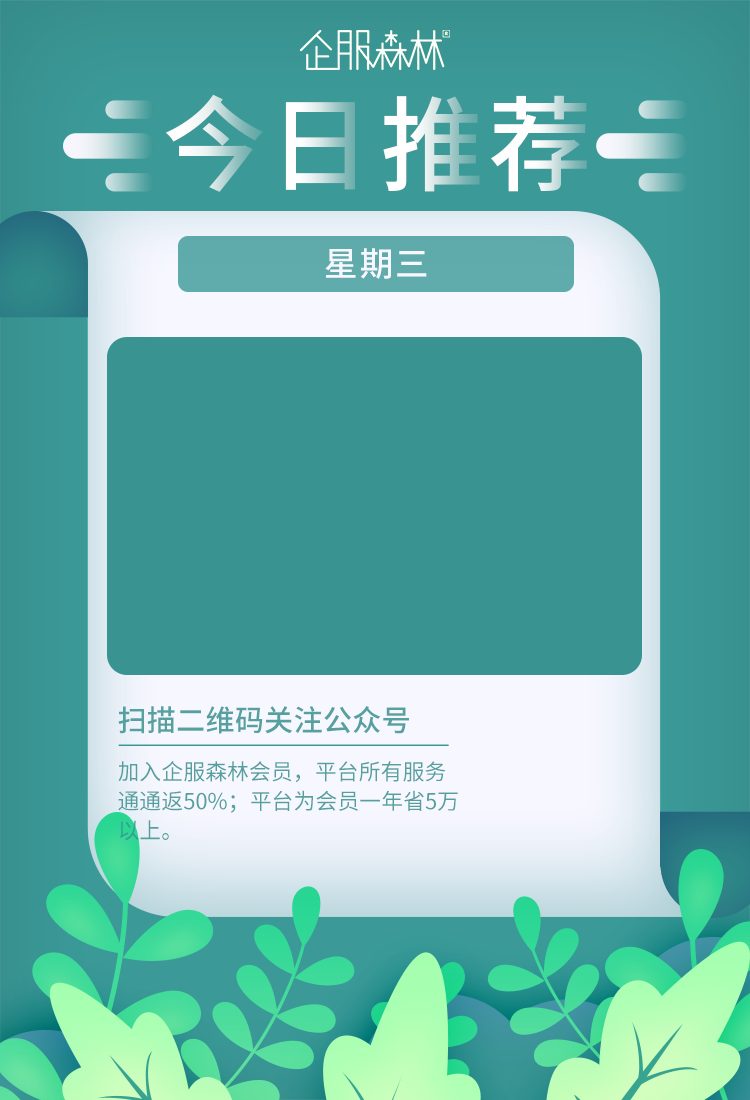 企服森林
今日推荐
星期三
扫描二维码关注公众号
加入企服森林会员，平台所有服务
通通返50%；平台为会员一年省5万
以上。